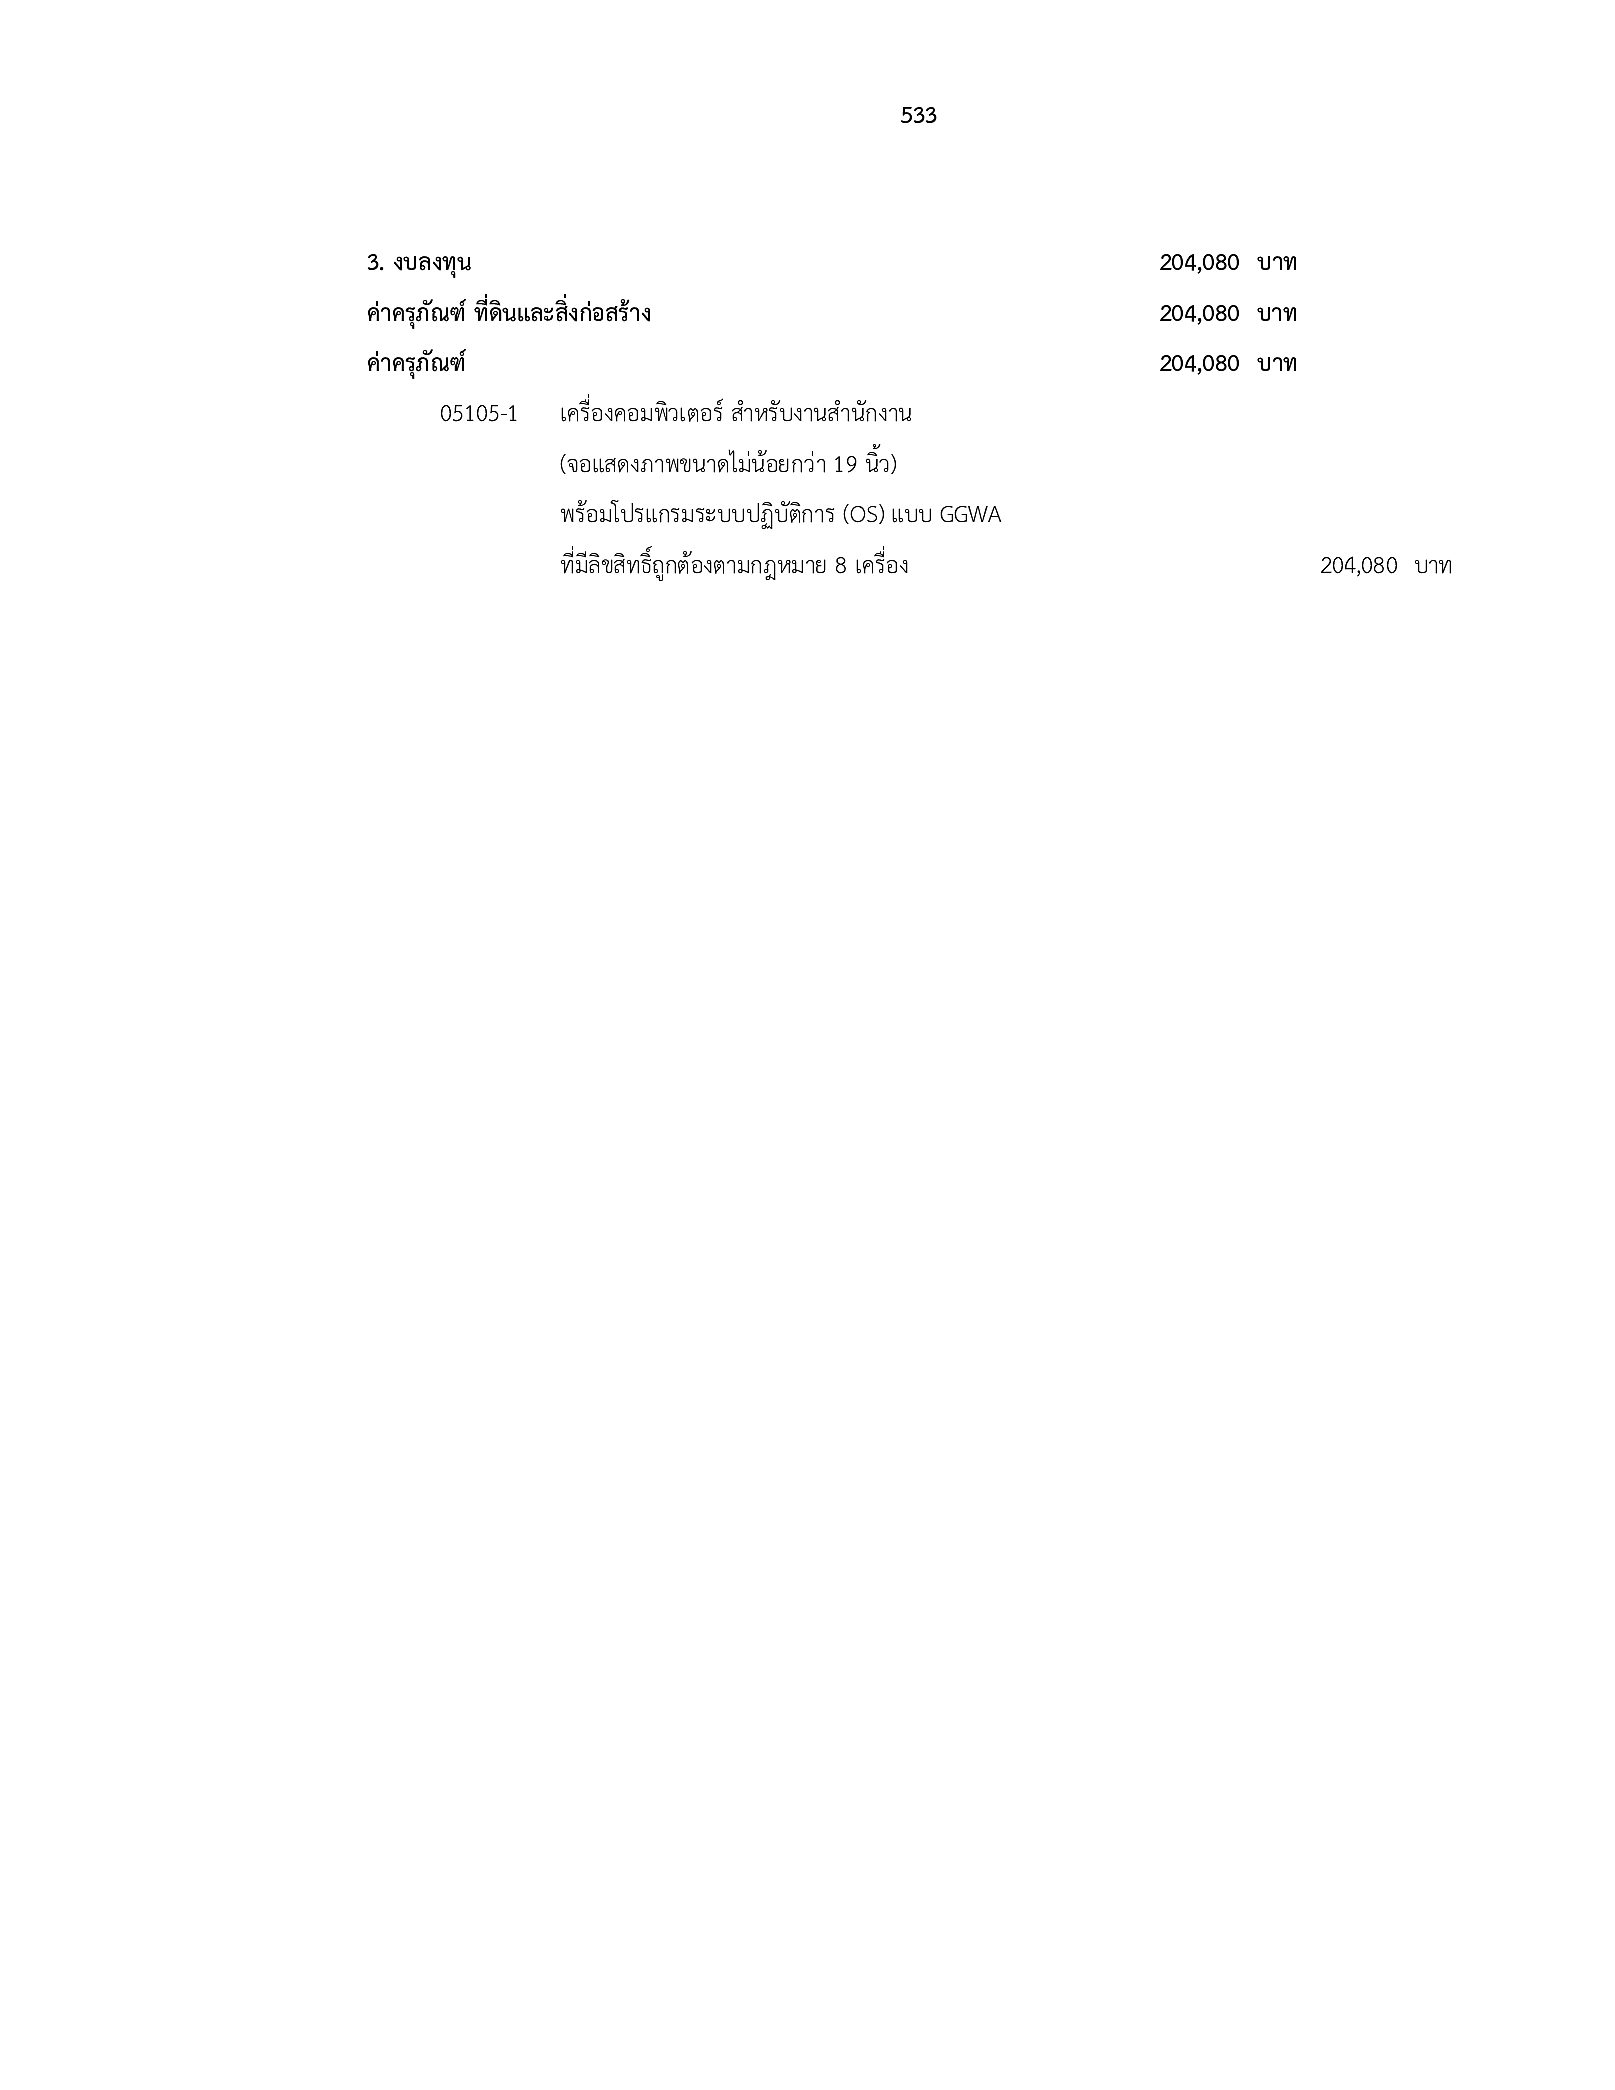 533
3. งบลงทุน 204,080 บาท
ค่าครุภัณฑ์ ที่ดินและสิ่งก่อสร้าง 204,080 บาท
ค่าครุภัณฑ์ 204,080 บาท
05105-1 เครื่องคอมพิวเตอร์ สำหรับงานสำนักงาน
(จอแสดงภาพขนาดไม่น้อยกว่า 19 นิ้ว)
พร้อมโปรแกรมระบบปฏิบัติการ (OS) แบบ GGWA
ที่มีลิขสิทธิ์ถูกต้องตามกฎหมาย 8 เครื่อง 204,080 บาท